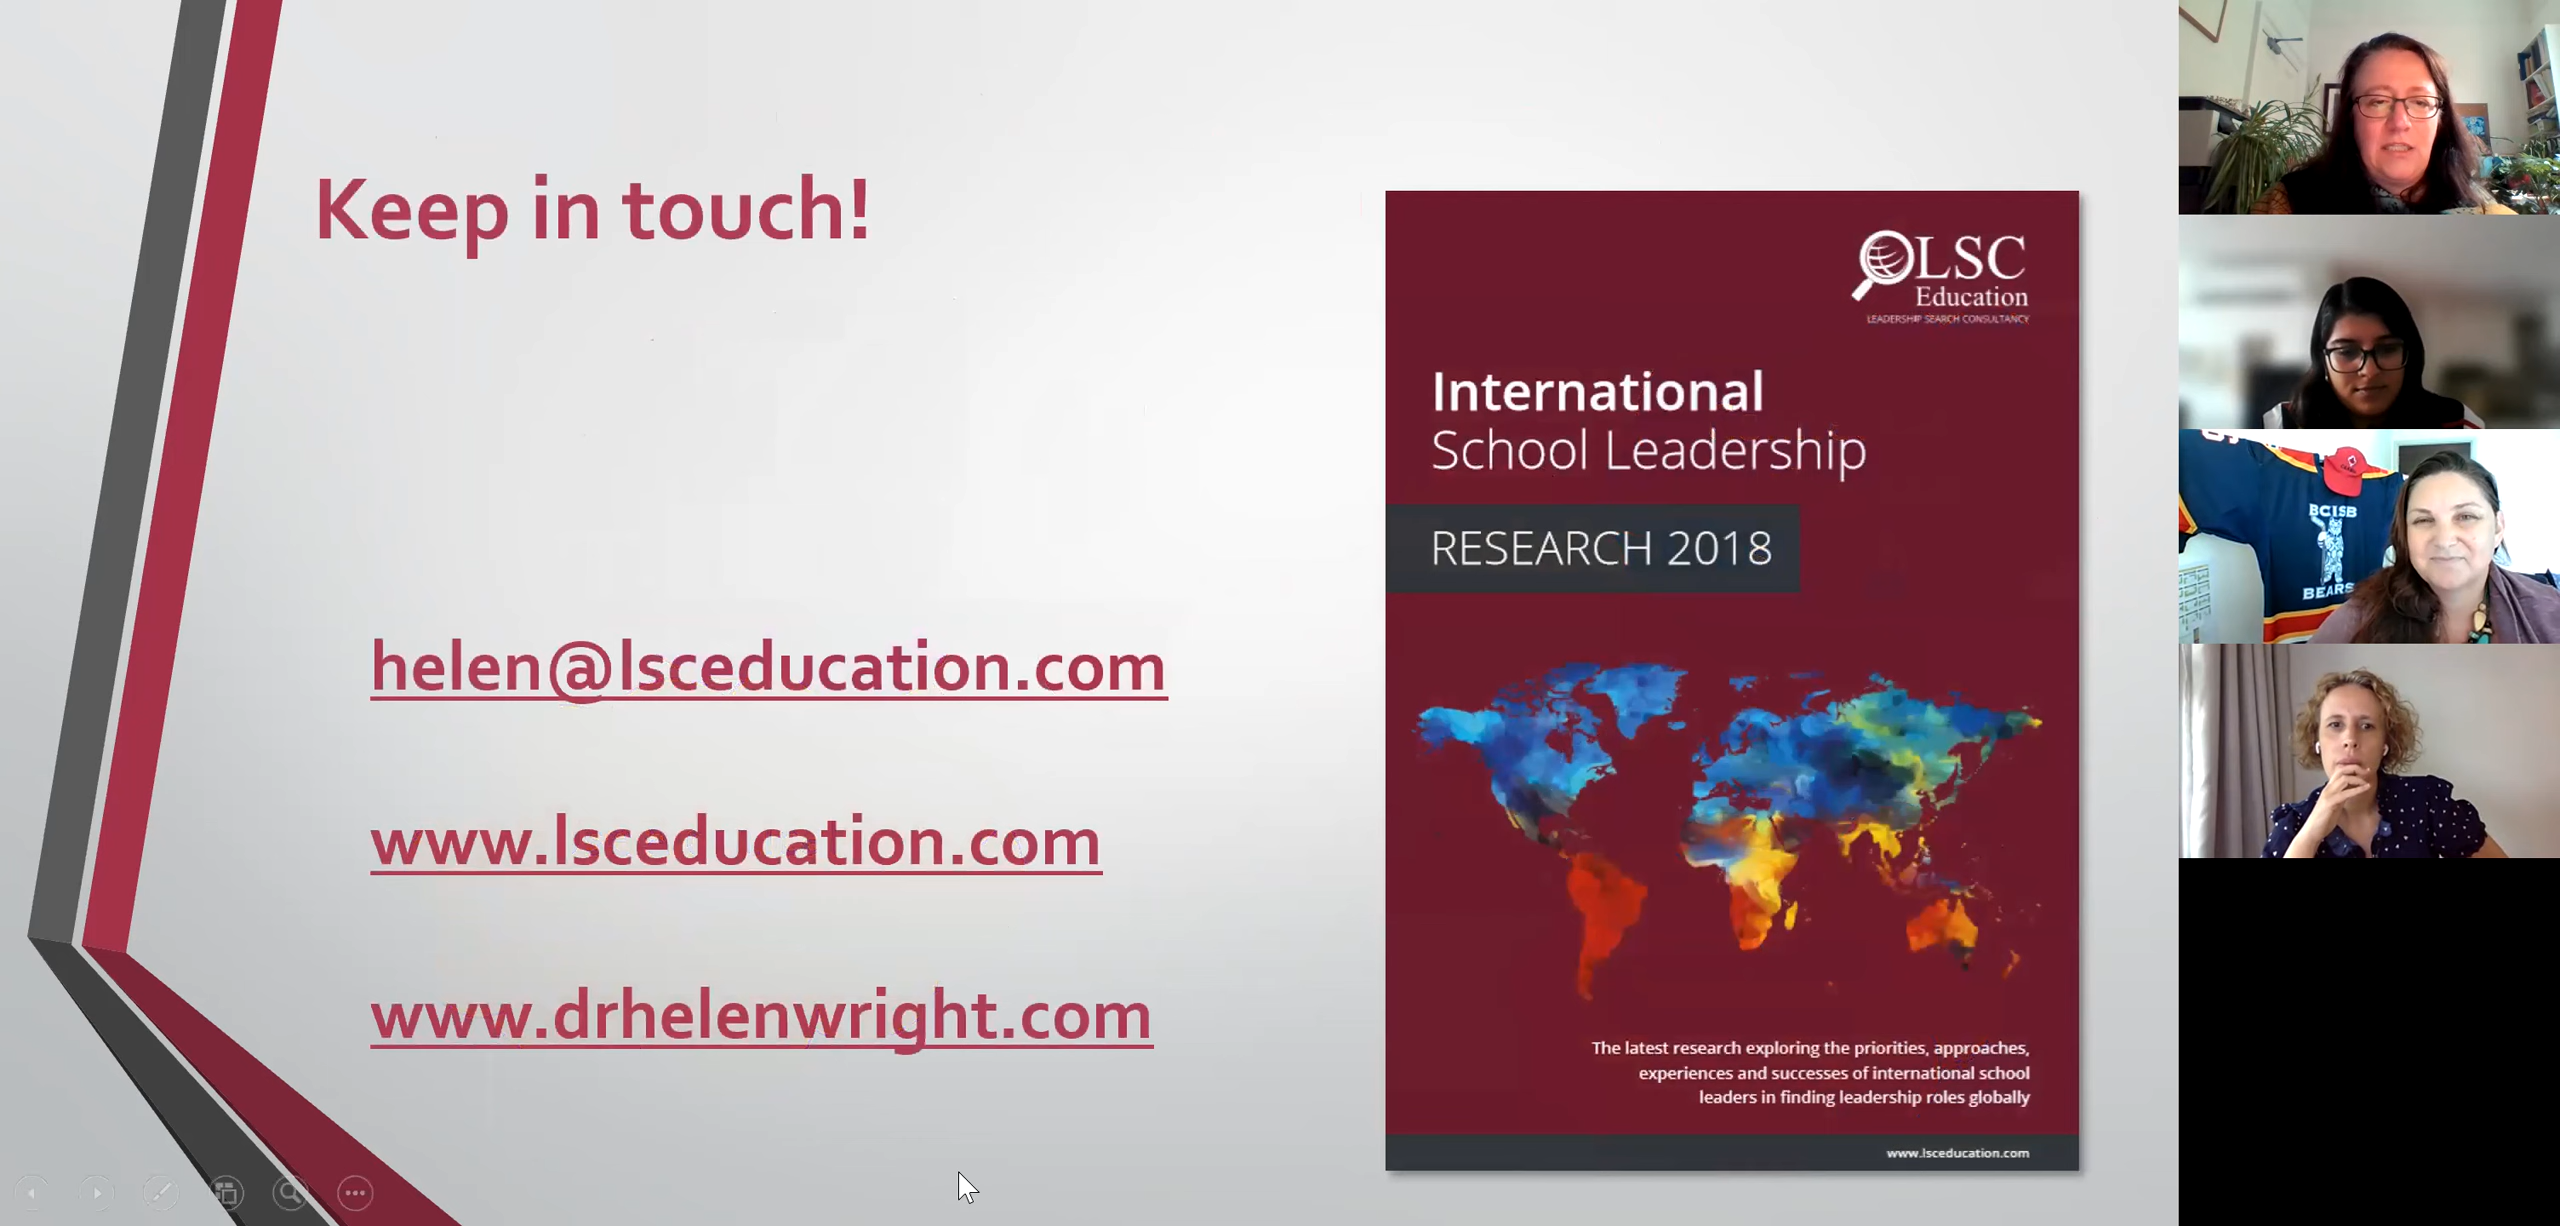 Keep in touch!
helen@lsceducation.com
www.lsceducation.com
www.drhelenwright.com
LSC
Education
LEADERSHIP SEARCH CONSULTANCY
International
School Leadership
RESEARCH 2018
The latest research exploring the priorities, approaches,
experiences and successes of international school
leaders in finding leadership roles globally
www.lsceducation.com
BCISB
BEARS